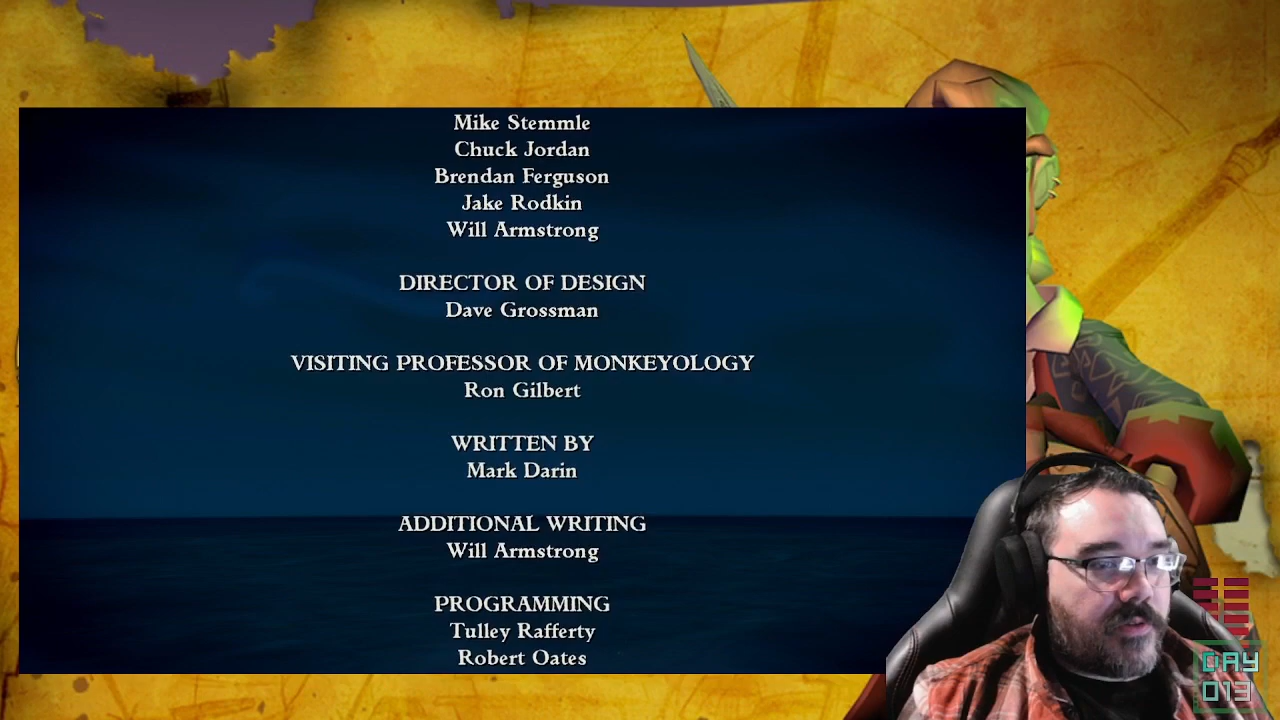 Mike Stemmle
Chuck Jordan
Brendan Ferguson
Jake Rodkin
Will Armstrong
DIRECTOR OF DESIGN
Dave Grossman
VISITING PROFESSOR OF MONKEYOLOGY
Ron Gilbert
WRITTEN BY
Mark Darin
ADDITIONAL WRITING
Will Armstrong
PROGRAMMING
Tulley Rafferty
Robert Oates
DAY
013